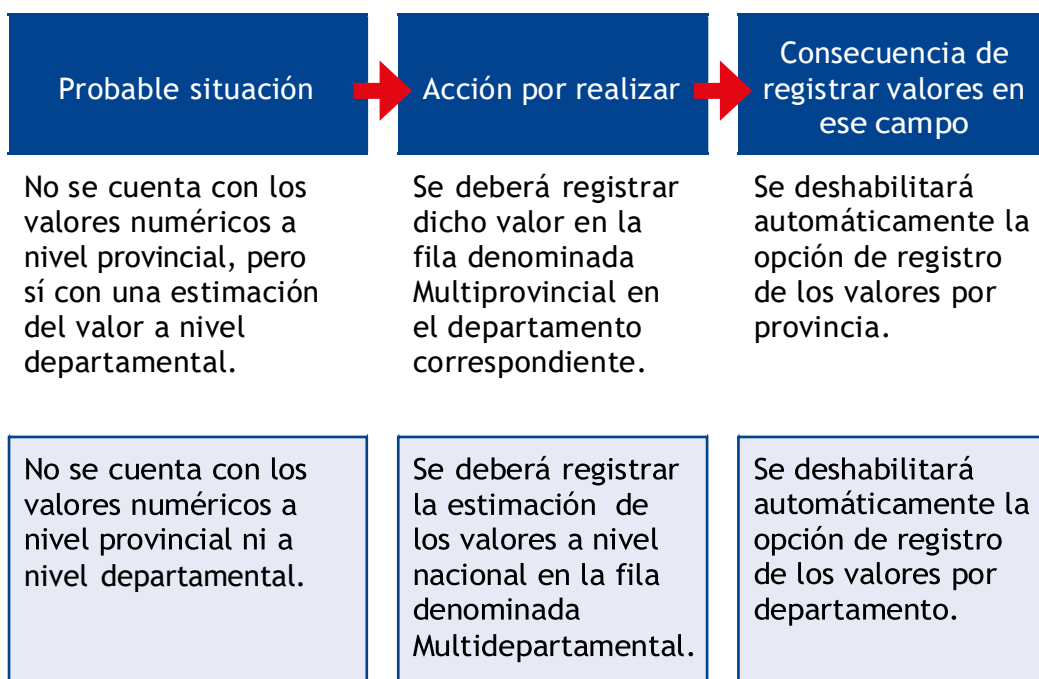 Probable situación
Acción por realizar
Consecuencia de
registrar valores en
ese campo
No se cuenta con los
valores numéricos a
nivel provincial, pero
sí con una estimación
del valor a nivel
departamental.
Se deberá registrar
dicho valor en la
fila denominada
Multiprovincial en
el departamento
correspondiente.
Se deshabilitará
automáticamente la
opción de registro
de los valores por
provincia.
No se cuenta con los
valores numéricos a
nivel provincial ni a
nivel departamental.
Se deberá registrar
la estimación de
los valores a nivel
nacional en la fila
denominada
Multidepartamental.
Se deshabilitará
automáticamente la
opción de registro
de los valores por
departamento.